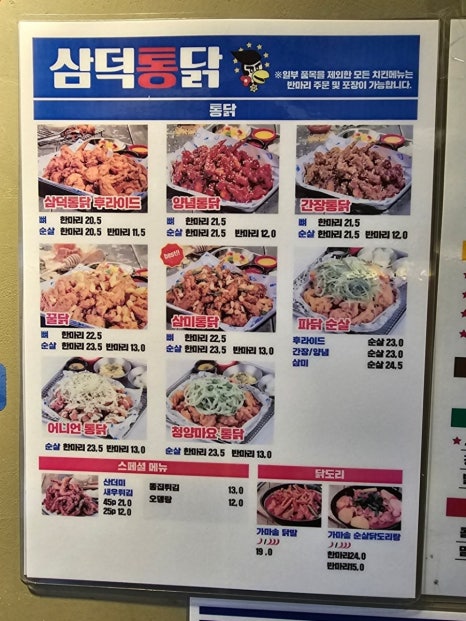 삼덕통닭
※일부 품목을 제외한 모든 치킨메뉴는
반마리 주문 및 포장이 가능합니다.
통닭
삼덕통닭 후라이드
뼈 한마리 20.5
순살 한마리 20.5 반마리 11.5
양념통닭
뼈 한마리 21.5
순살 한마리 21.5 반마리 12.0
간장통닭
뼈 한마리 21.5
순살 한마리 21.5 반마리 12.0
꿀닭
뼈 한마리 22.5
순살 한마리 23.5 반마리 13.0
best!!
삼미통닭
뼈 한마리 22.5
순살 한마리 23.5 반마리 13.0
파닭 순살
후라이드 순살 23.0
간장/양념 순살 23.0
삼미 순살 24.5
어니언 통닭
순살 한마리 23.5 반마리 13.0
청양마요 통닭
순살 한마리 23.5 반마리 13.0
스페셜 메뉴
산더미
새우튀김
45p 21.0
25p 12.0
똥집튀김 13.0
오뎅탕 12.0
닭도리
가마솥 닭발
19.0
가마솥 순살닭도리탕
한마리24.0
반마리15.0